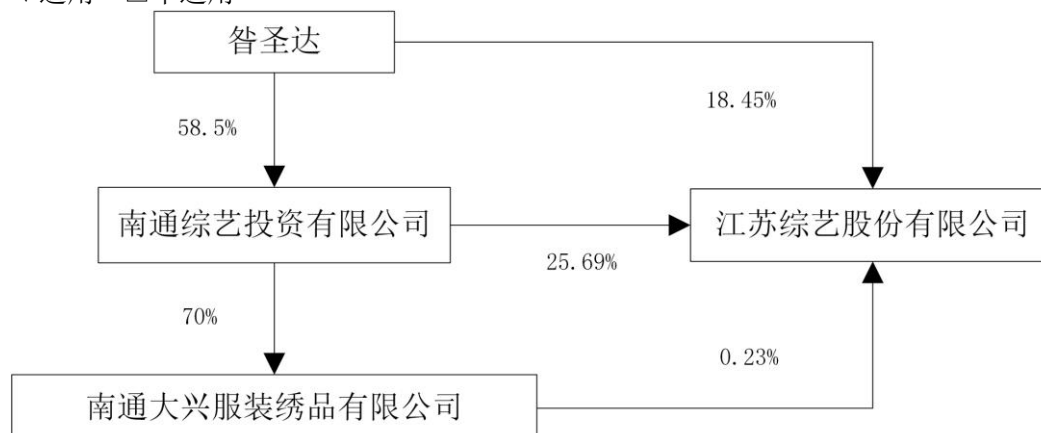 昝圣达
18.45%
58.5%
南通综艺投资有限公司
江苏综艺股份有限公司
25.69%
70%
0.23%
南通大兴服装绣品有限公司